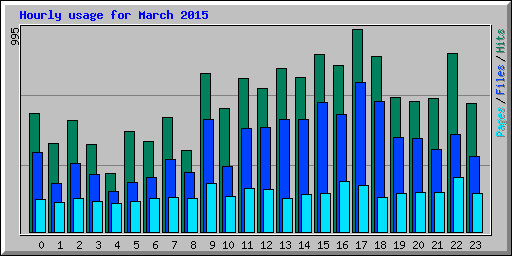 Hourly usage for March 2015
995
Pages / Files / Hits
0 1 2 3 4 5 6 7 8 9 10 11 12 13 14 15 16 17 18 19 20 21 22 23